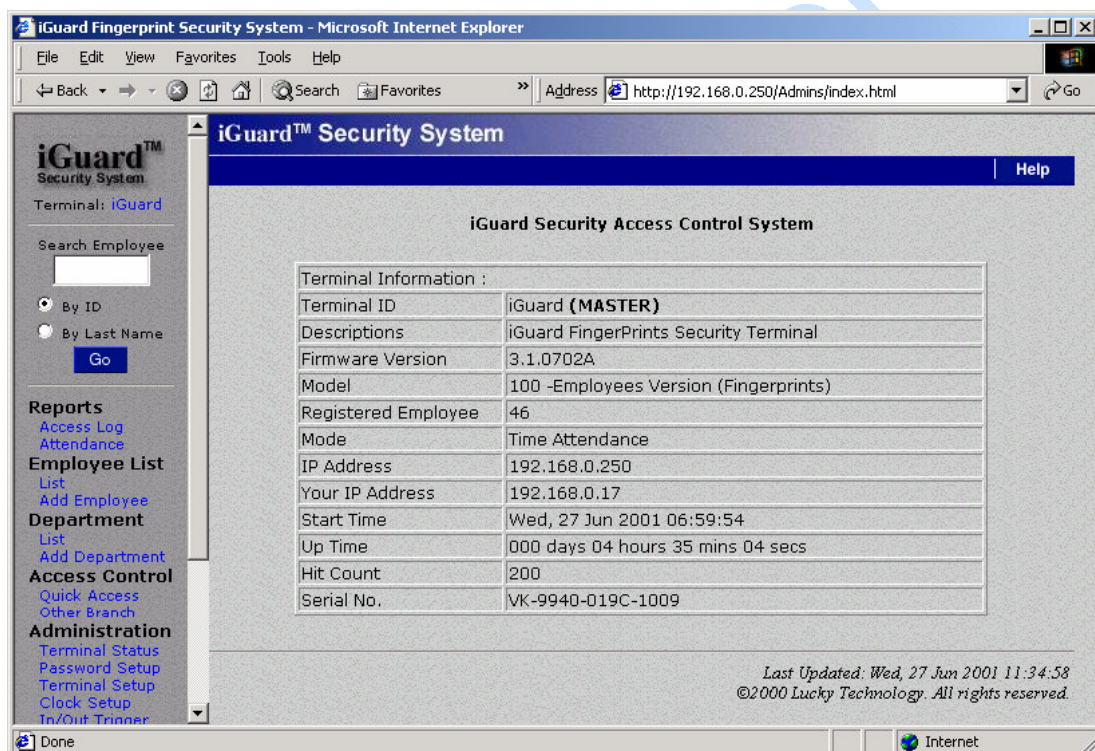 iGuard Fingerprint Security System - Microsoft Internet Explorer
File Edit View Favorites Tools Help
Back Search Favorites » Address http://192.168.0.250/Admins/index.html Go
iGuard™
Security System
Terminal: iGuard
Search Employee
By ID
By Last Name
Go
Reports
Access Log
Attendance
Employee List
List
Add Employee
Department
List
Add Department
Access Control
Quick Access
Other Branch
Administration
Terminal Status
Password Setup
Terminal Setup
Clock Setup
In/Out Trigger
iGuard™ Security System
Help
iGuard Security Access Control System
Terminal Information :
Terminal ID iGuard (MASTER)
Descriptions iGuard FingerPrints Security Terminal
Firmware Version 3.1.0702A
Model 100 -Employees Version (Fingerprints)
Registered Employee 46
Mode Time Attendance
IP Address 192.168.0.250
Your IP Address 192.168.0.17
Start Time Wed, 27 Jun 2001 06:59:54
Up Time 000 days 04 hours 35 mins 04 secs
Hit Count 200
Serial No. VK-9940-019C-1009
Last Updated: Wed, 27 Jun 2001 11:34:58
©2000 Lucky Technology. All rights reserved.
Done Internet